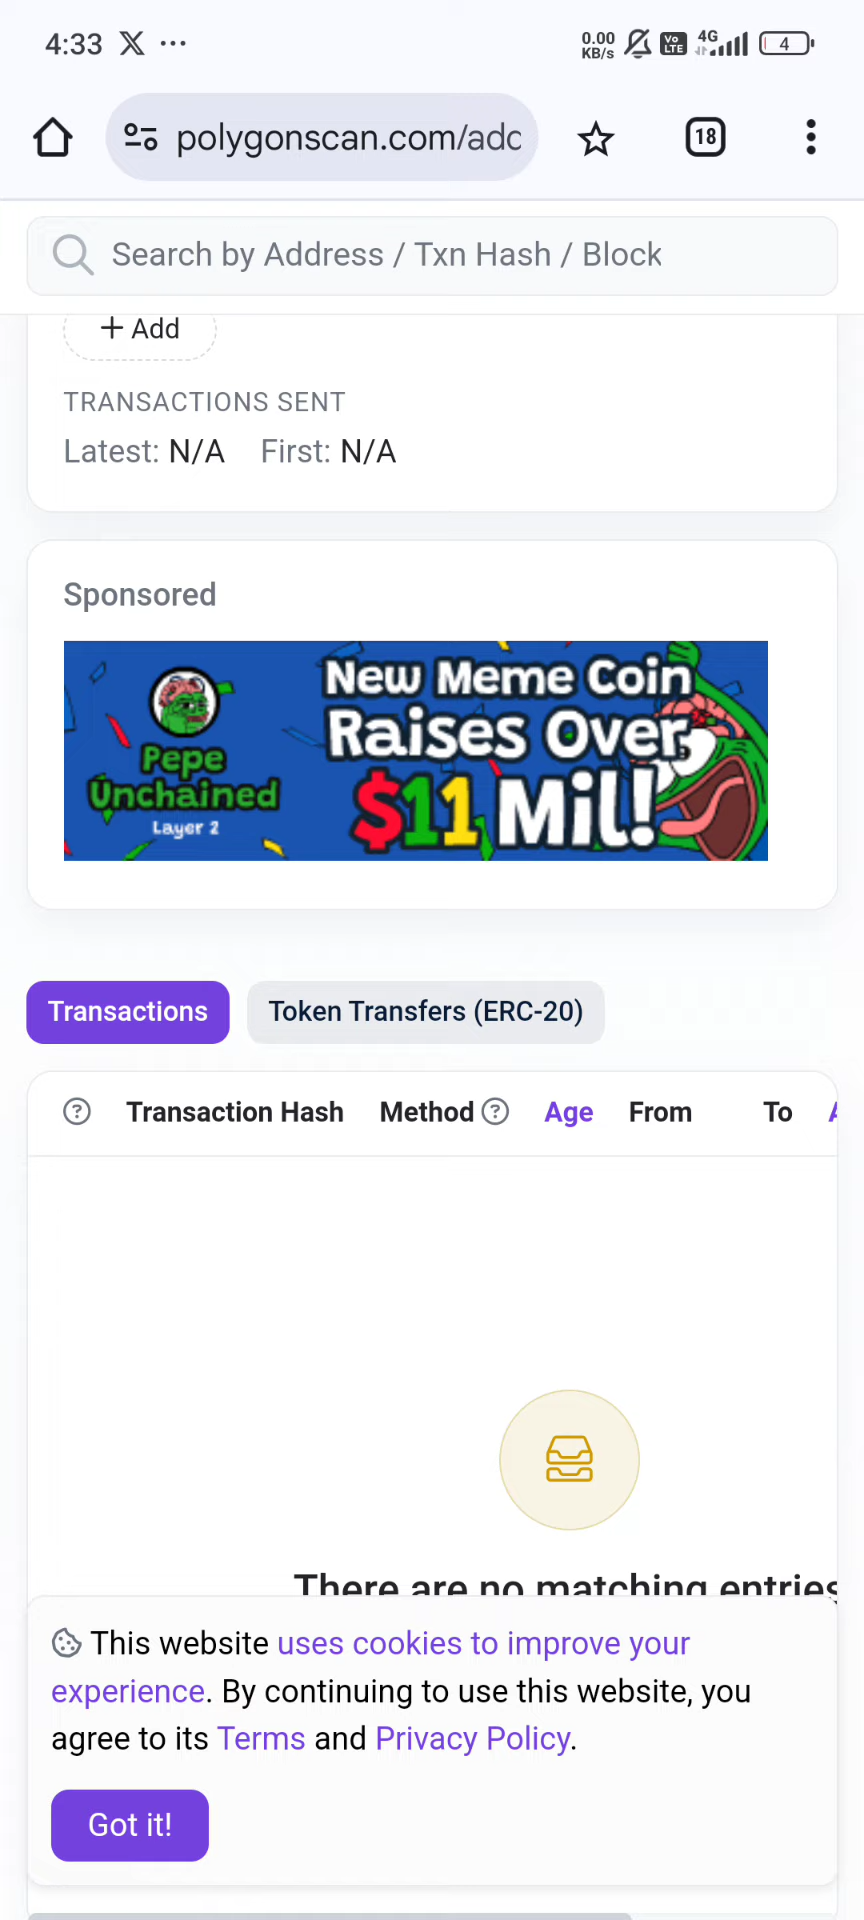 4:33 X ...
0.00 KB/s Vo LTE 4G 4
polygonscan.com/add
18
Search by Address / Txn Hash / Block
+ Add
TRANSACTIONS SENT
Latest: N/A First: N/A
Sponsored
New Meme Coin
Raises Over
$11 Mil!
Pepe
Unchained
Layer 2
Transactions Token Transfers (ERC-20)
? Transaction Hash Method ? Age From To
There are no matching entries
This website uses cookies to improve your
experience. By continuing to use this website, you
agree to its Terms and Privacy Policy.
Got it!